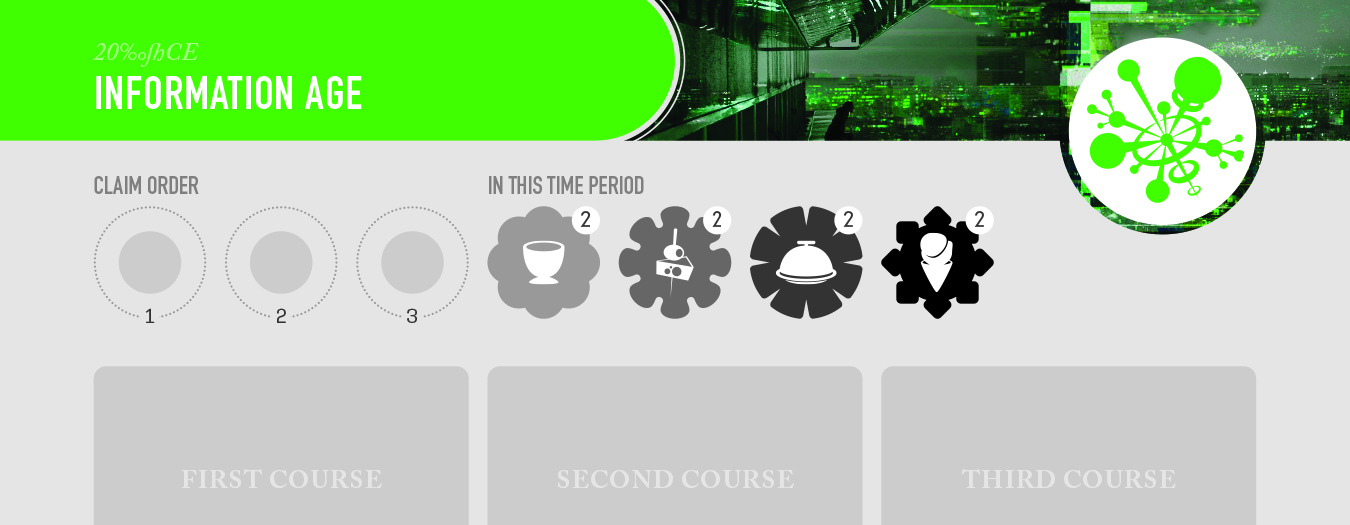 INFORMATION AGE
CLAIM ORDER
IN THIS TIME PERIOD
2 2 2 2
1 2 3
FIRST COURSE SECOND COURSE THIRD COURSE